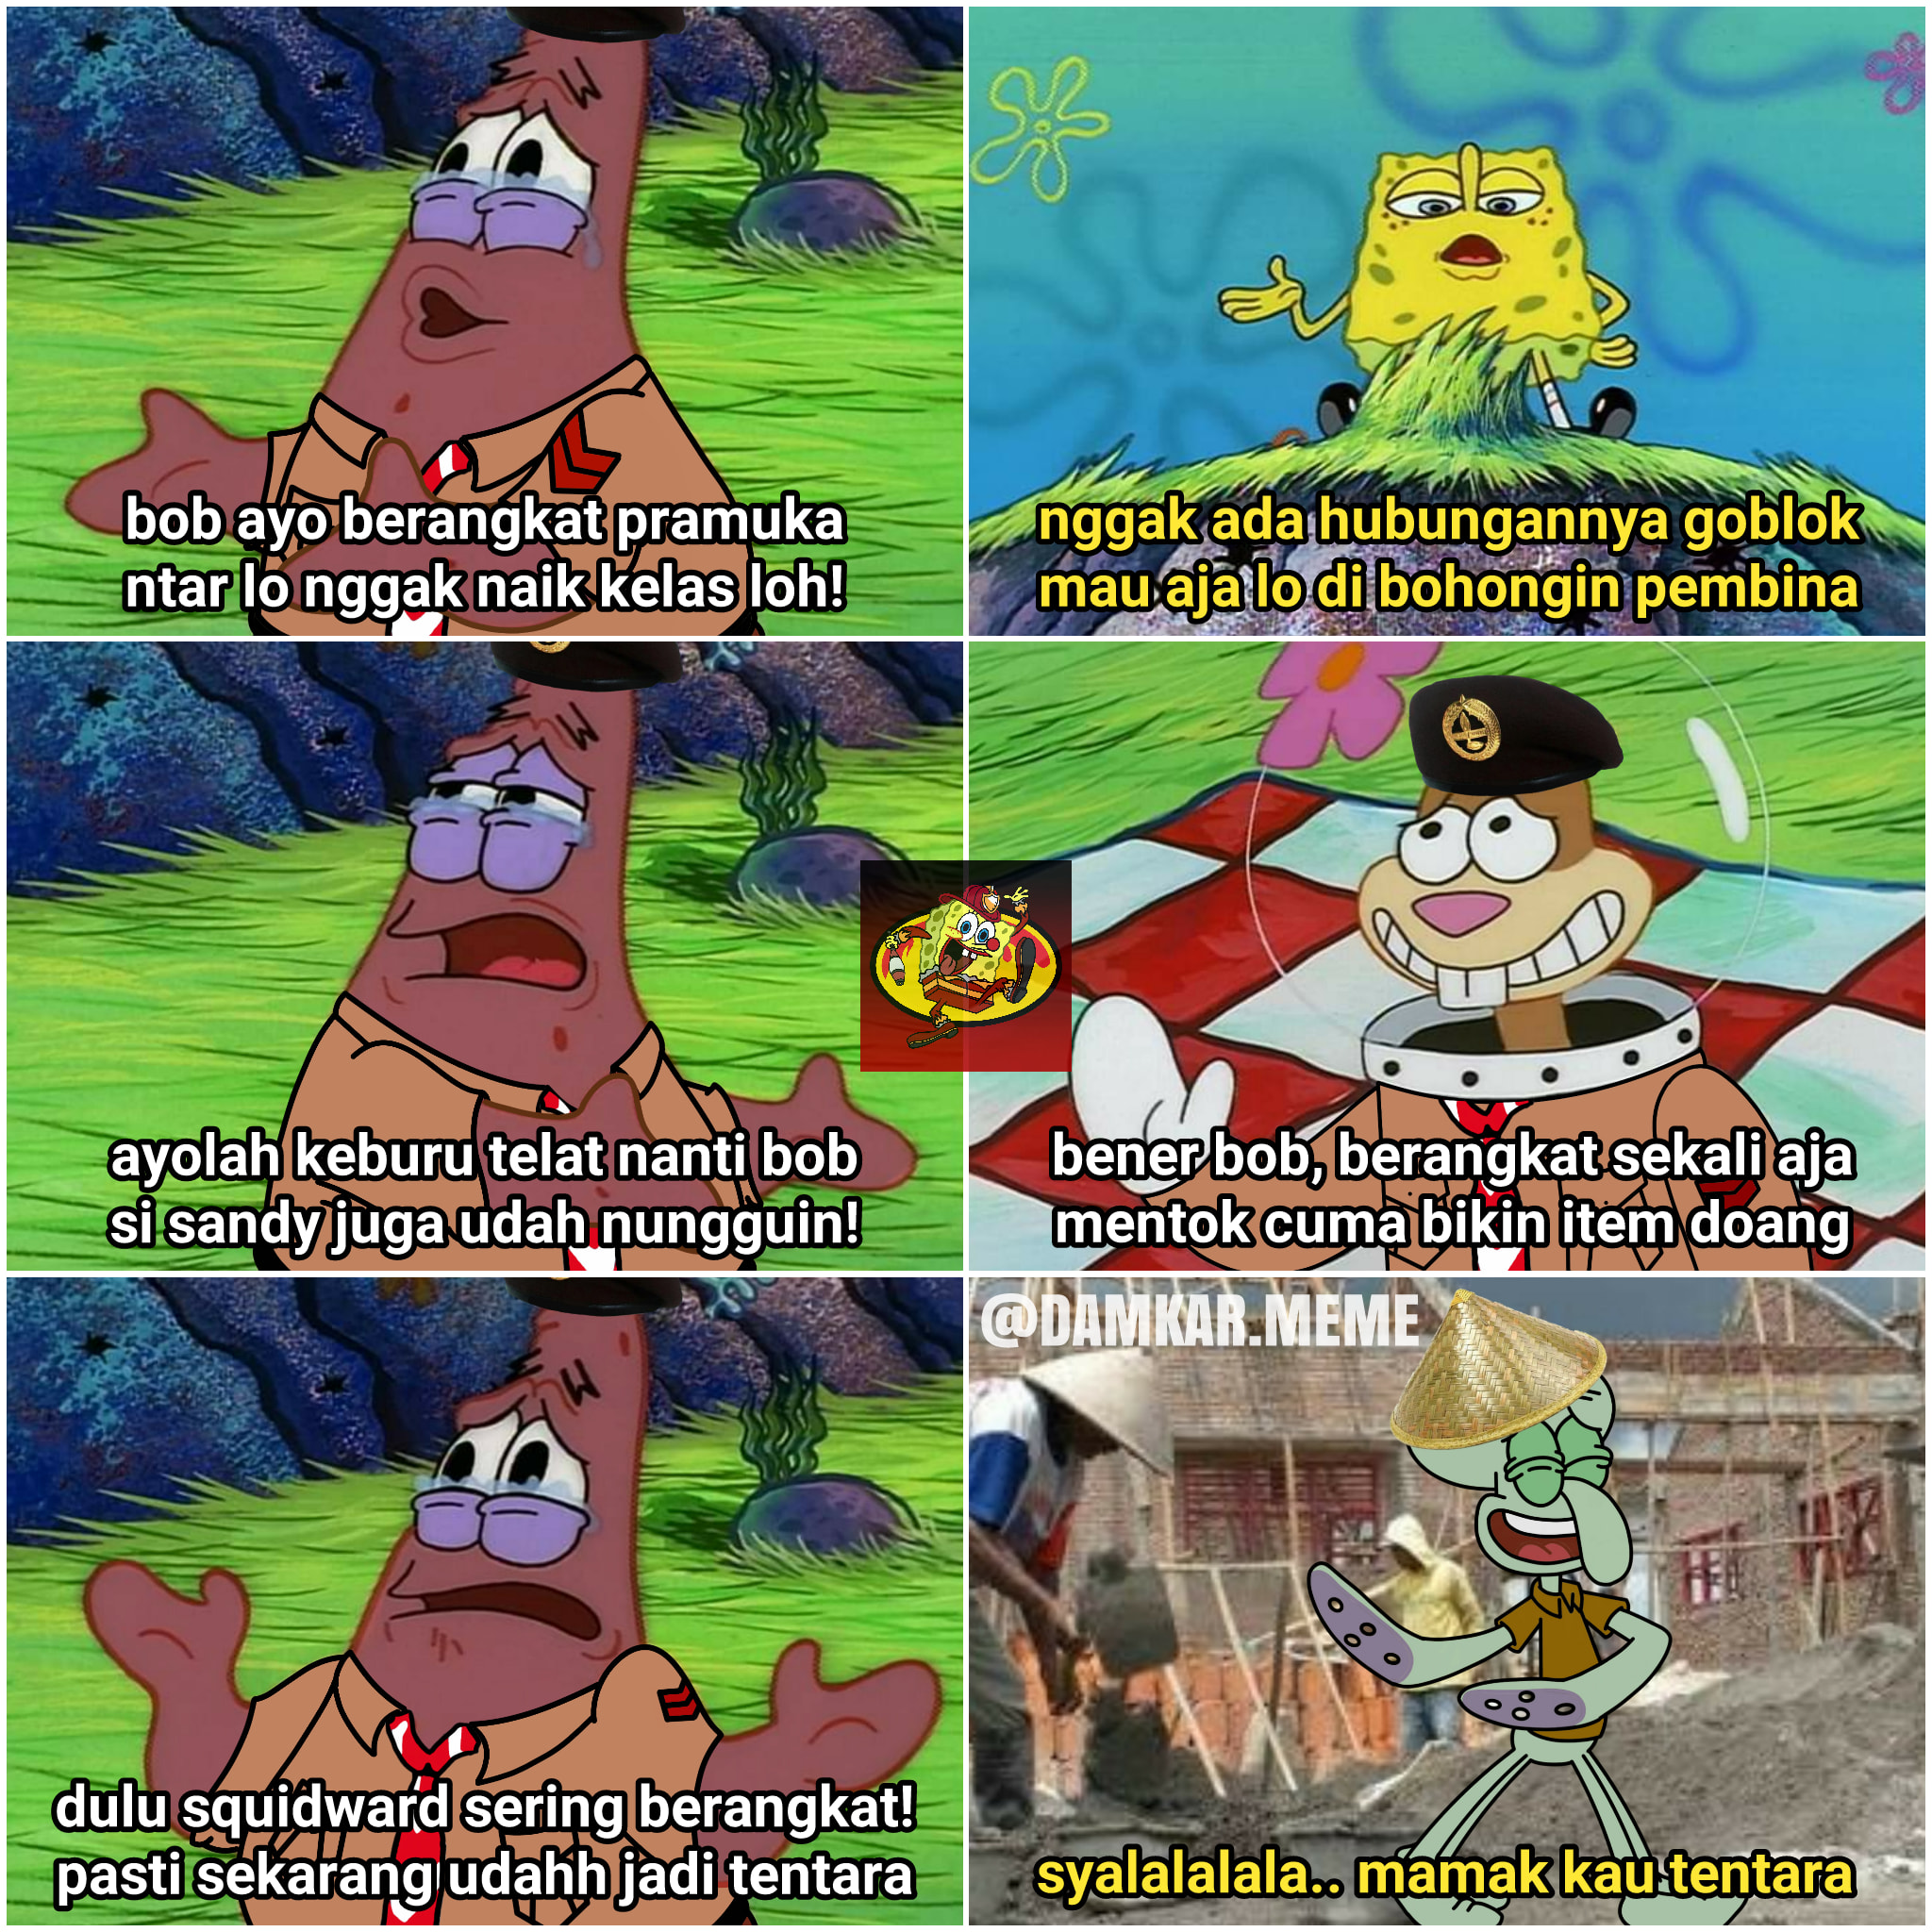 bob ayo berangkat pramuka
ntar lo nggak naik kelas loh!
nggak ada hubungannya goblok
mau aja lo di bohongin pembina
ayolah keburu telat nanti bob
si sandy juga udah nungguin!
bener bob, berangkat sekali aja
mentok cuma bikin item doang
dulu squidward sering berangkat!
pasti sekarang udahh jadi tentara
@DAMKAR.MEME
syalalalala.. mamak kau tentara